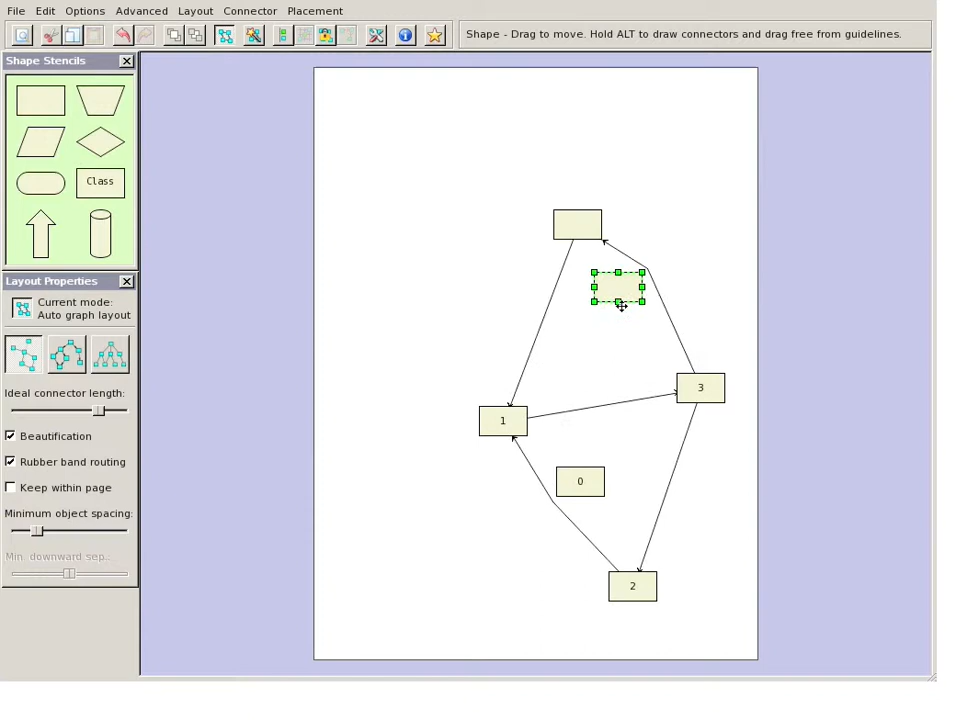 File Edit Options Advanced Layout Connector Placement
Shape - Drag to move. Hold ALT to draw connectors and drag free from guidelines.
Shape Stencils
Class
Layout Properties
Current mode:
Auto graph layout
Ideal connector length:
Beautification
Rubber band routing
Keep within page
Minimum object spacing:
Min. downward sep..
3
1
0
2